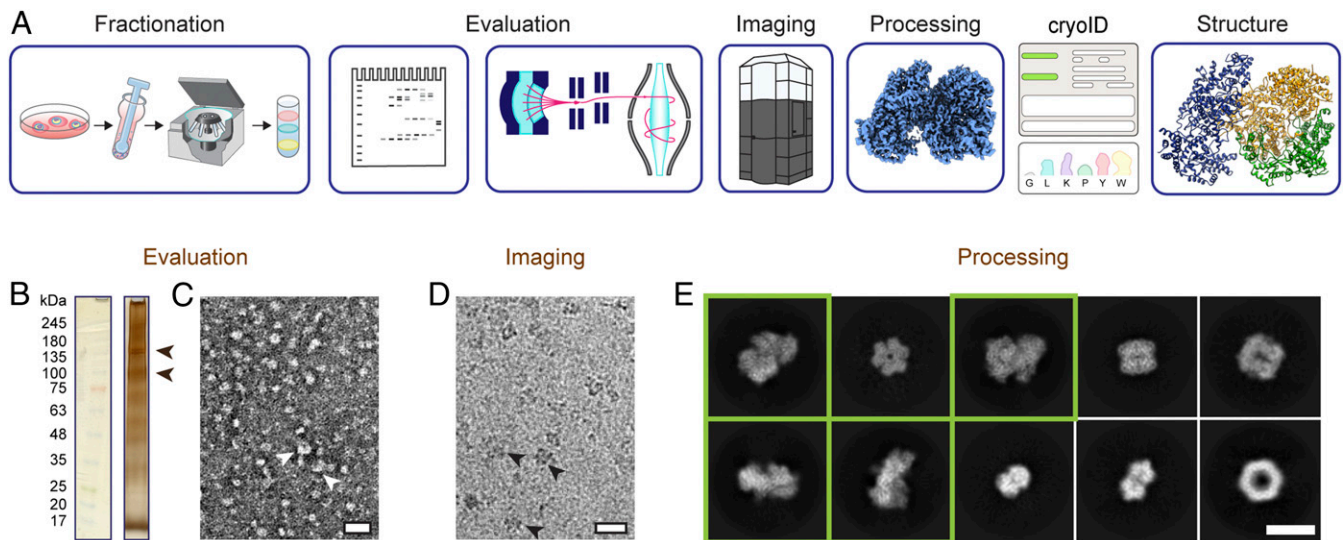 A
Fractionation
Evaluation
Imaging
Processing
cryoID
Structure
G L K P Y W
Evaluation
Imaging
Processing
B
kDa
245
180
135
100
75
63
48
35
25
20
17
C
D
E